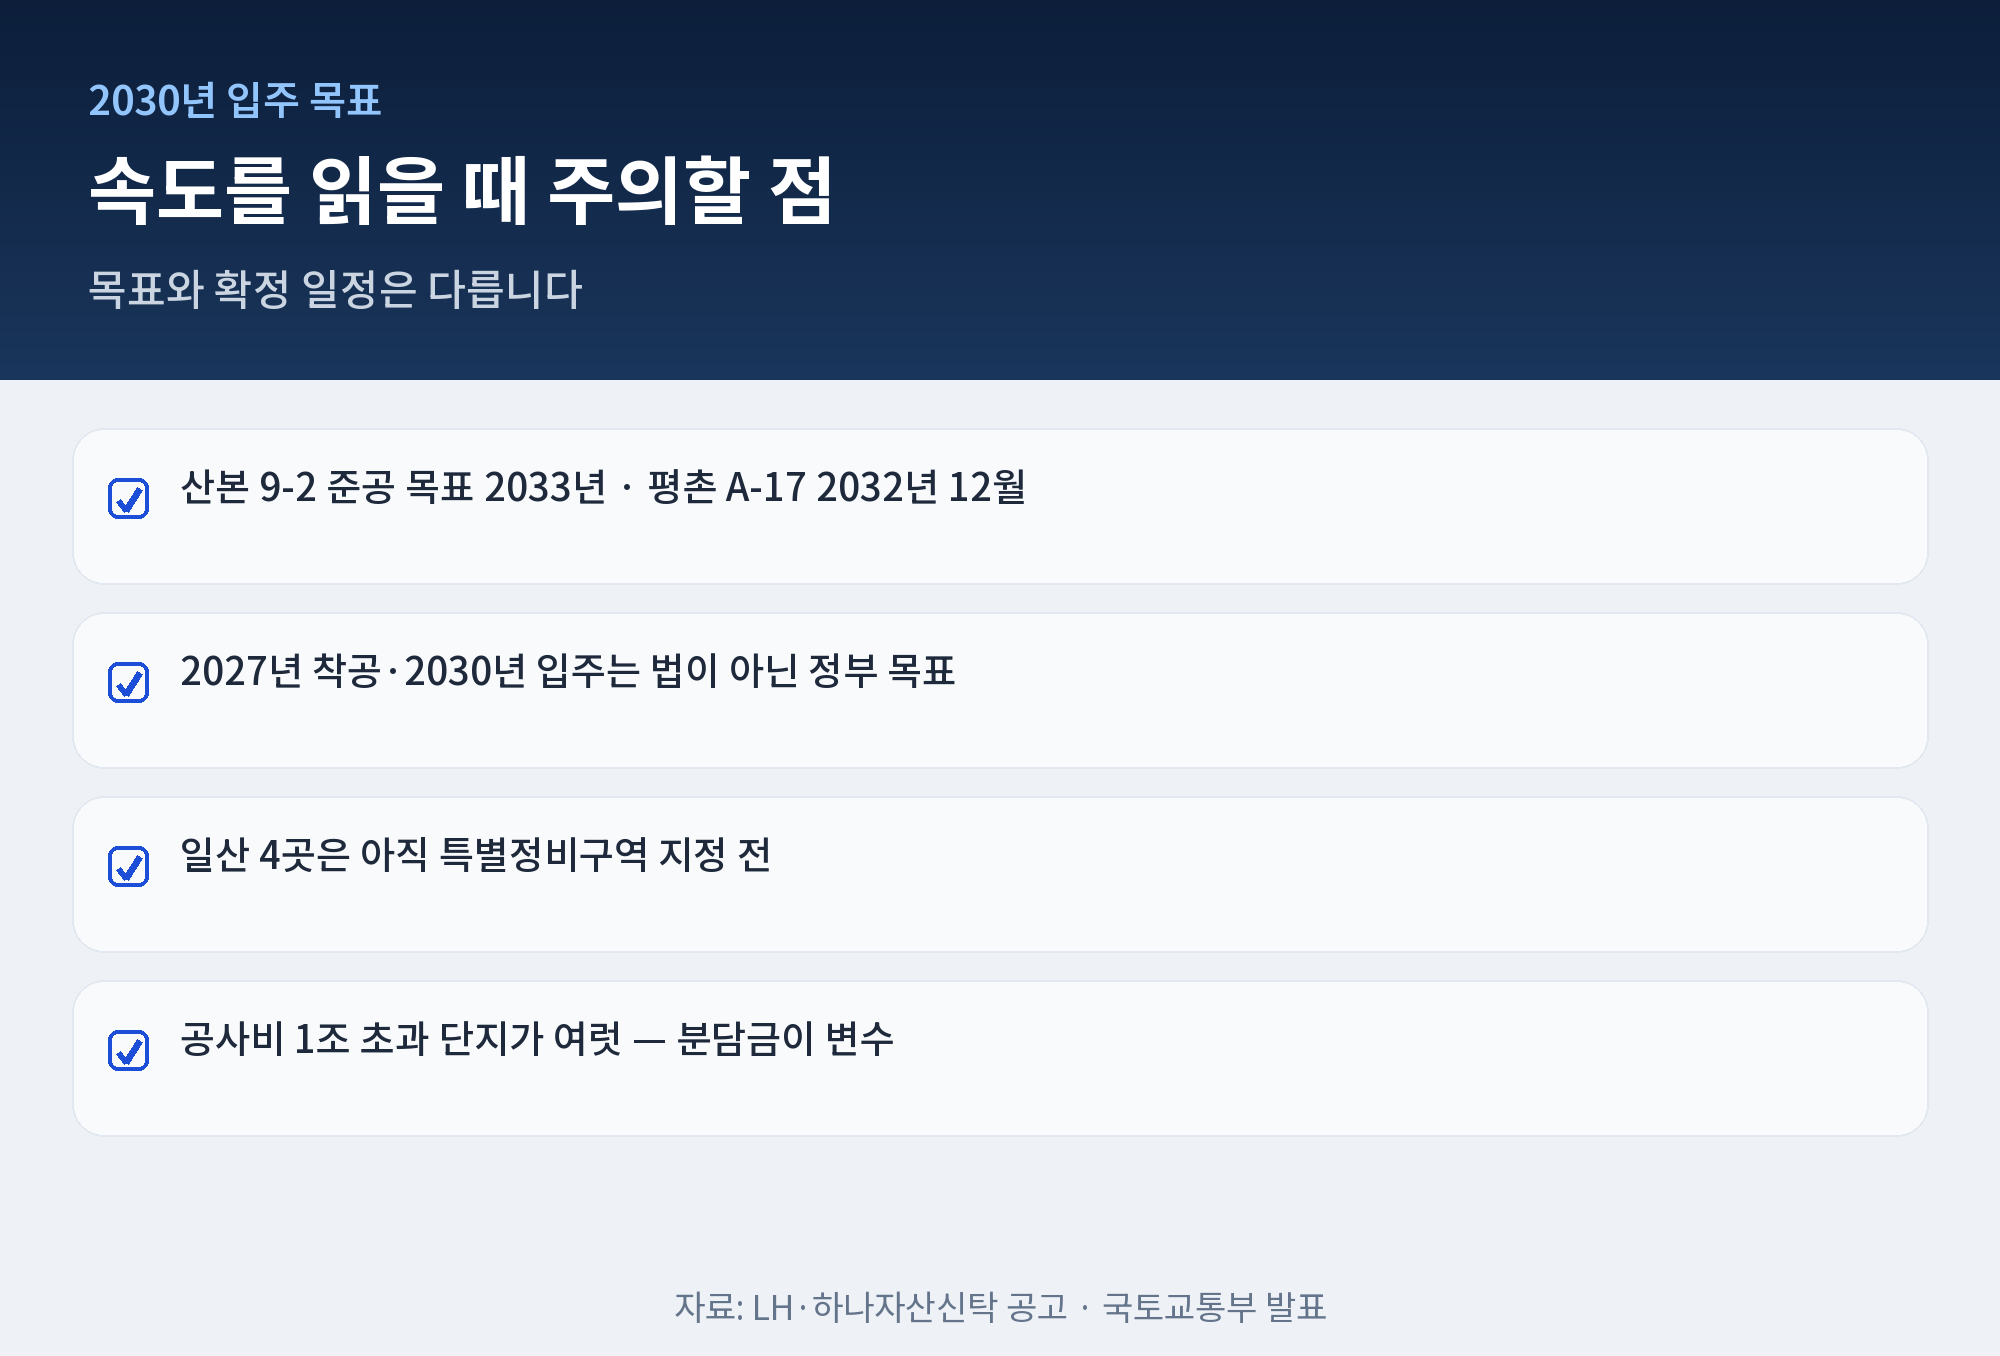 2030년 입주 목표
속도를 읽을 때 주의할 점
목표와 확정 일정은 다릅니다
산본 9-2 준공 목표 2033년 · 평촌 A-17 2032년 12월
2027년 착공·2030년 입주는 법이 아닌 정부 목표
일산 4곳은 아직 특별정비구역 지정 전
공사비 1조 초과 단지가 여럿 — 분담금이 변수
자료: LH·하나자산신탁 공고 · 국토교통부 발표